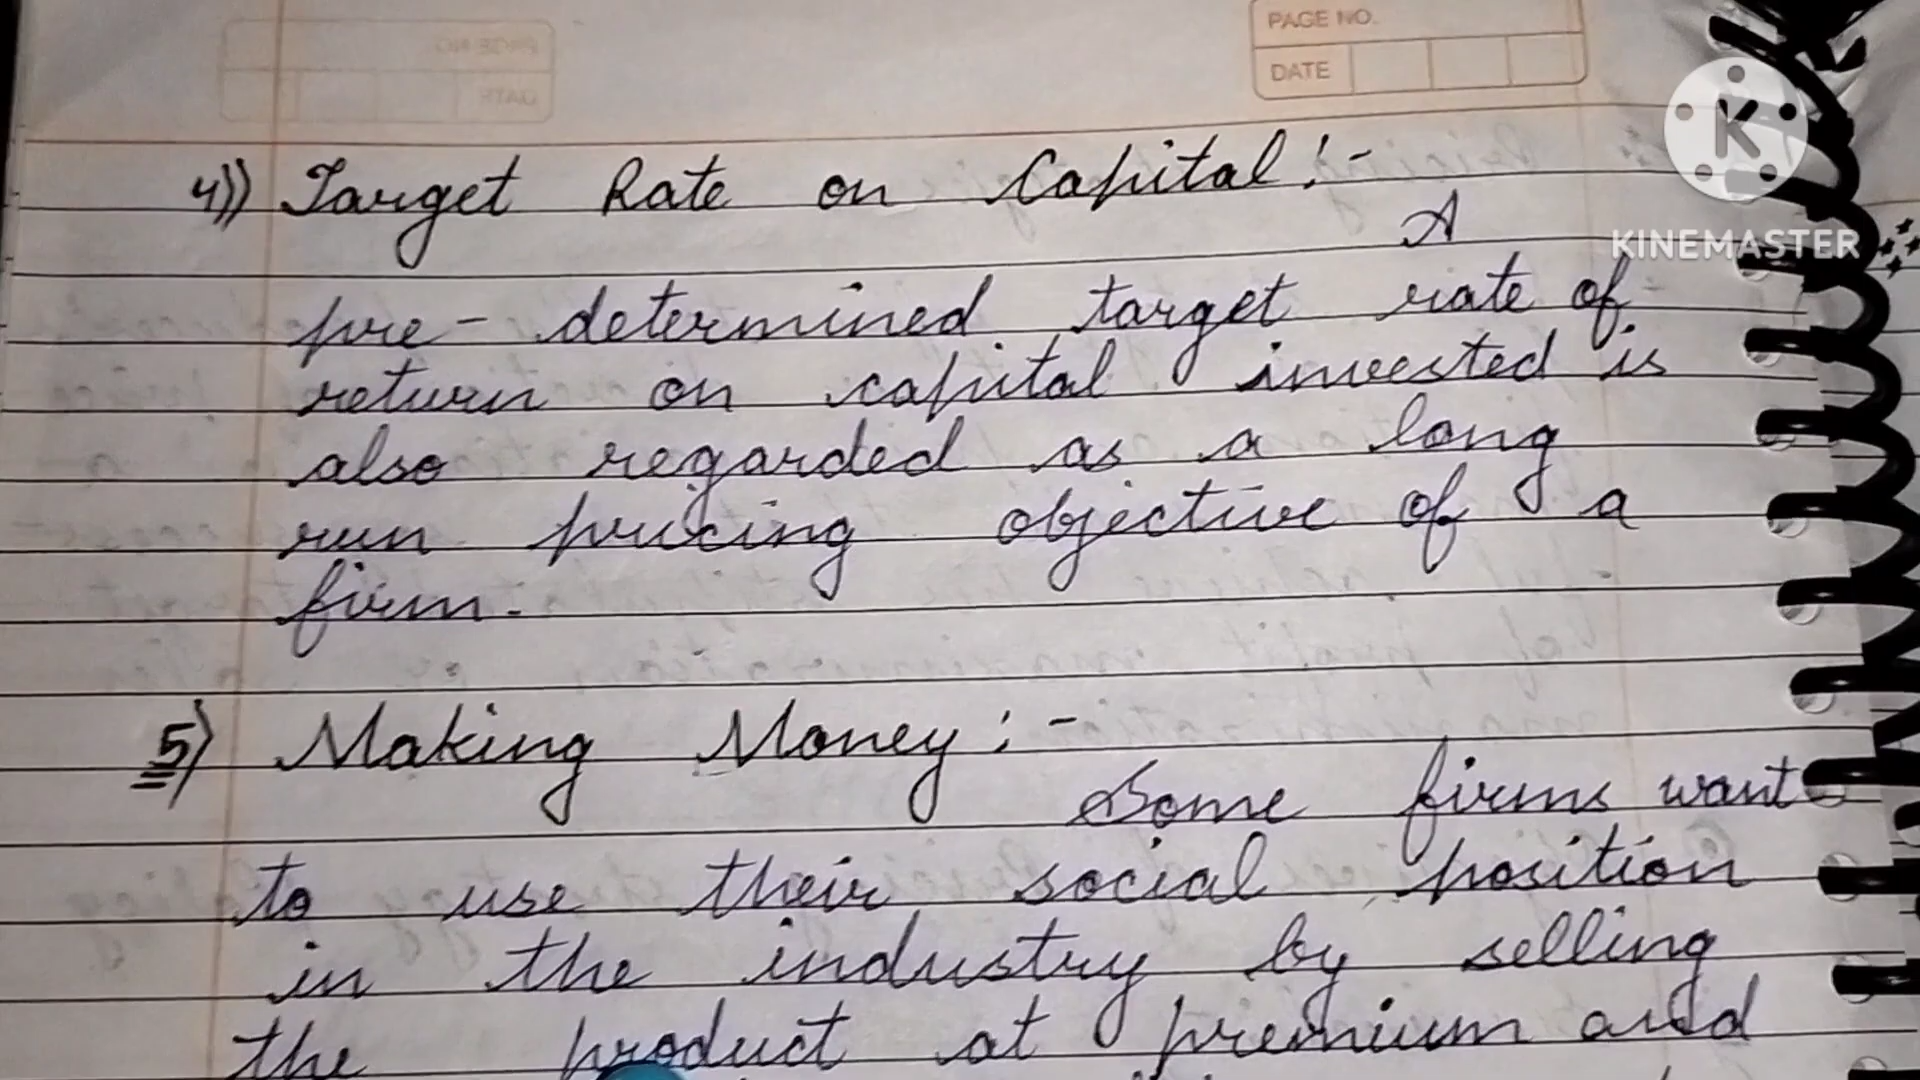 PAGE NO.
DATE
K
KINEMASTER
4)) Target Rate on Capital :-
A
pre-determined target rate of
return on capital invested is
also regarded as a long
run pricing objective of a
firm.
5) Making Money :-
Some firms want
to use their social position
in the industry by selling
the product at premium and